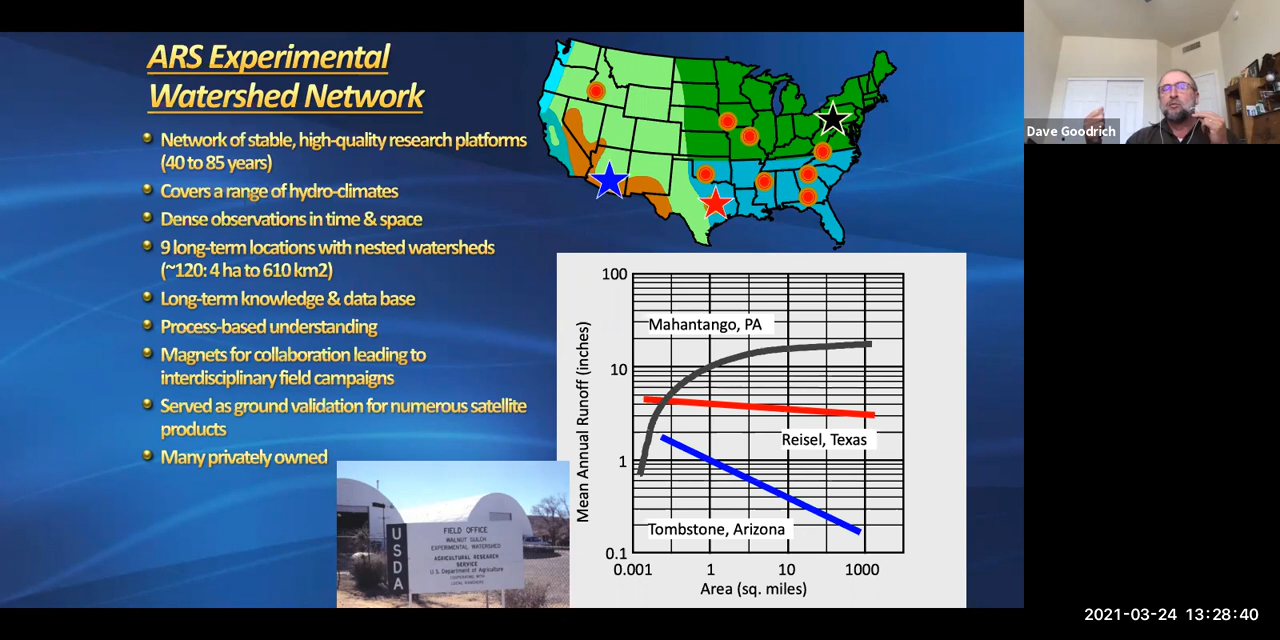 ARS Experimental
Watershed Network
Network of stable, high-quality research platforms
(40 to 85 years)
Covers a range of hydro-climates
Dense observations in time & space
9 long-term locations with nested watersheds
(~120: 4 ha to 610 km2)
Long-term knowledge & data base
Process-based understanding
Magnets for collaboration leading to
interdisciplinary field campaigns
Served as ground validation for numerous satellite
products
Many privately owned
USDA
FIELD OFFICE
WALNUT GULCH
EXPERIMENTAL WATERSHED
AGRICULTURAL RESEARCH
SERVICE
U.S. Department of Agriculture
COOPERATING WITH
LOCAL RANCHERS
Mean Annual Runoff (inches)
100
10
1
0.1
Mahantango, PA
Reisel, Texas
Tombstone, Arizona
0.001
1
10
1000
Area (sq. miles)
Dave Goodrich
2021-03-24 13:28:40